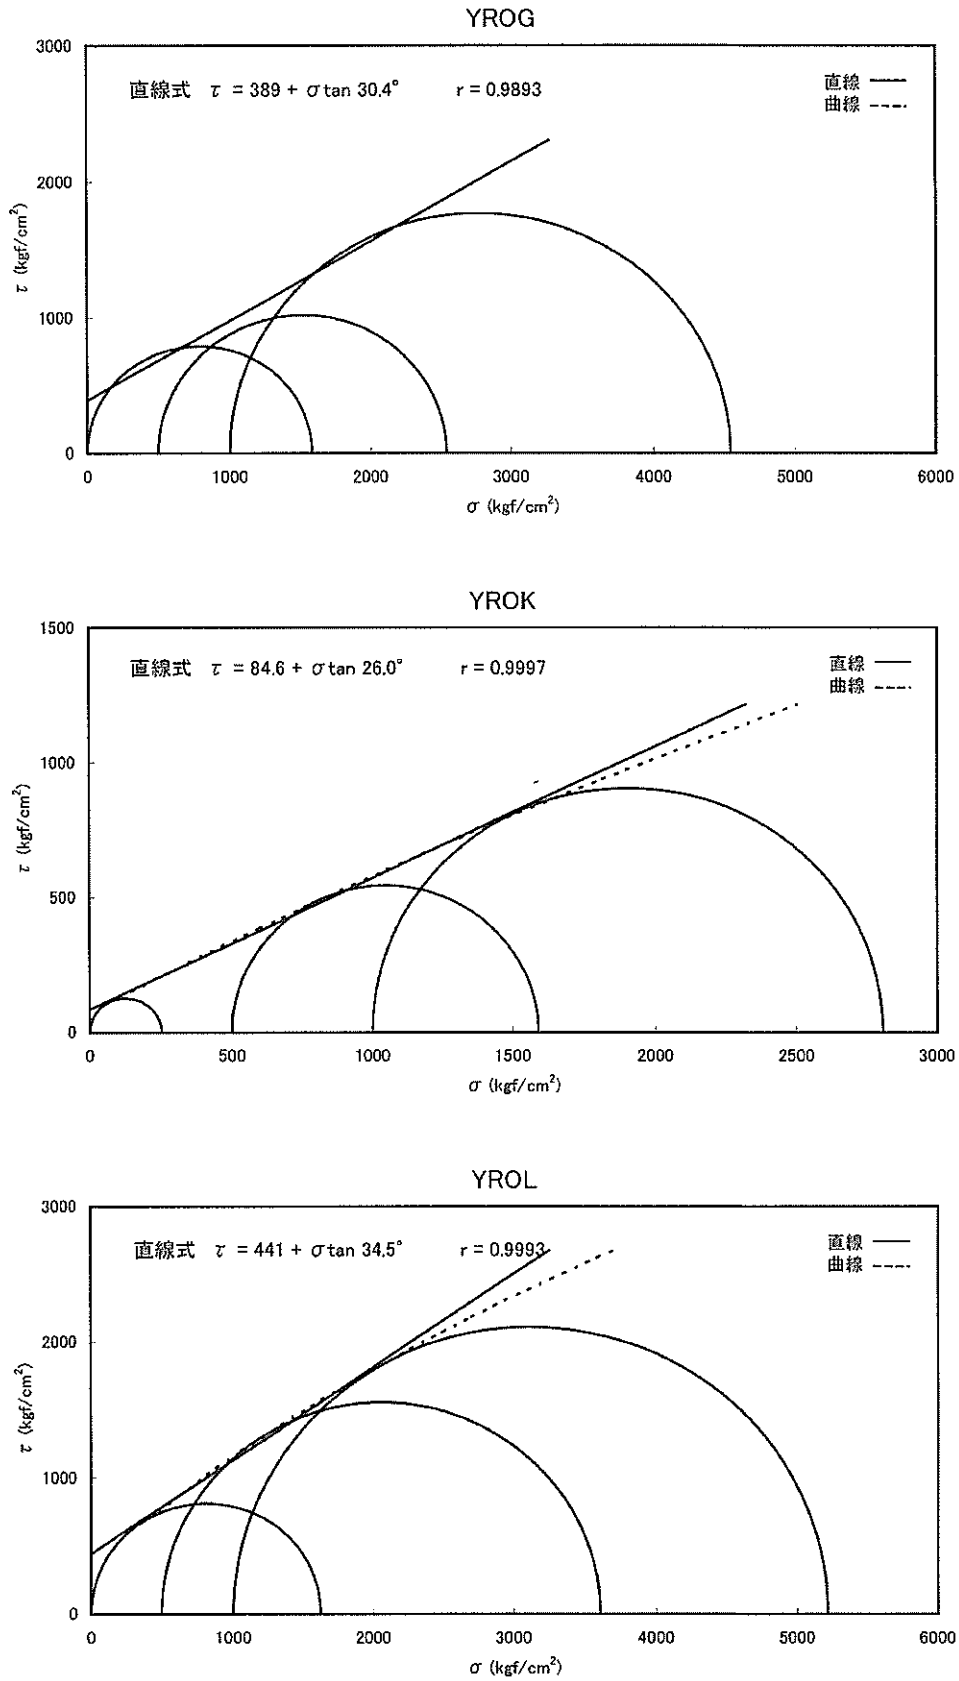 YROG
3000
直線式 τ = 389 + σ tan 30.4° r = 0.9893
直線
曲線
2000
τ (kgf/cm²)
1000
0
0 1000 2000 3000 4000 5000 6000
σ (kgf/cm²)
YROK
1500
直線式 τ = 84.6 + σ tan 26.0° r = 0.9997
直線
曲線
1000
τ (kgf/cm²)
500
0
0 500 1000 1500 2000 2500 3000
σ (kgf/cm²)
YROL
3000
直線式 τ = 441 + σ tan 34.5° r = 0.9993
直線
曲線
2000
τ (kgf/cm²)
1000
0
0 1000 2000 3000 4000 5000 6000
σ (kgf/cm²)